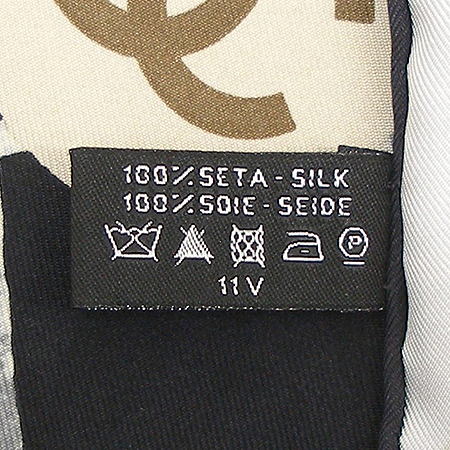 100% SETA - SILK
100% SOIE - SEIDE
P
11 V